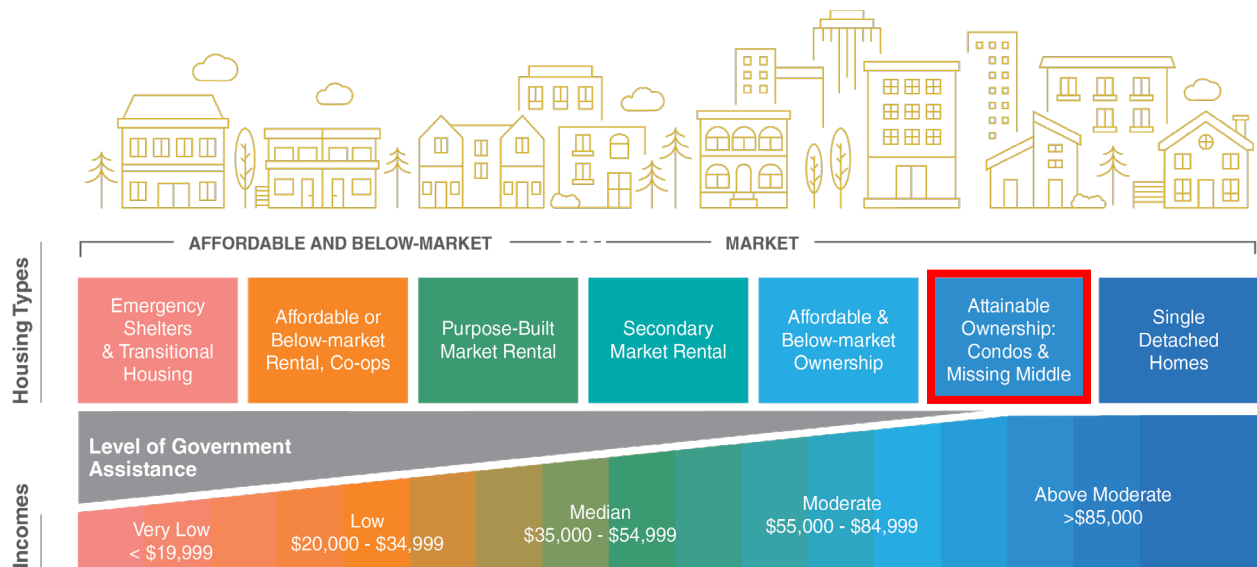 AFFORDABLE AND BELOW-MARKET
MARKET
Housing Types
Emergency
Shelters
& Transitional
Housing
Affordable or
Below-market
Rental, Co-ops
Purpose-Built
Market Rental
Secondary
Market Rental
Affordable &
Below-market
Ownership
Attainable
Ownership:
Condos &
Missing Middle
Single
Detached
Homes
Level of Government
Assistance
Incomes
Very Low
< $19,999
Low
$20,000 - $34,999
Median
$35,000 - $54,999
Moderate
$55,000 - $84,999
Above Moderate
>$85,000